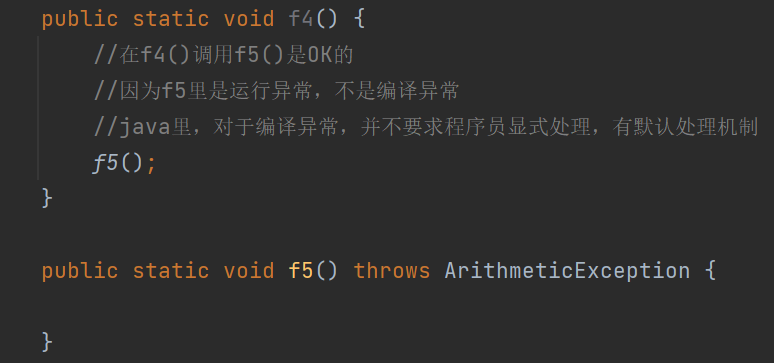 public static void f4() {
//在f4()调用f5()是OK的
//因为f5里是运行异常，不是编译异常
//java里，对于编译异常，并不要求程序员显式处理，有默认处理机制
f5();
}
public static void f5() throws ArithmeticException {
}